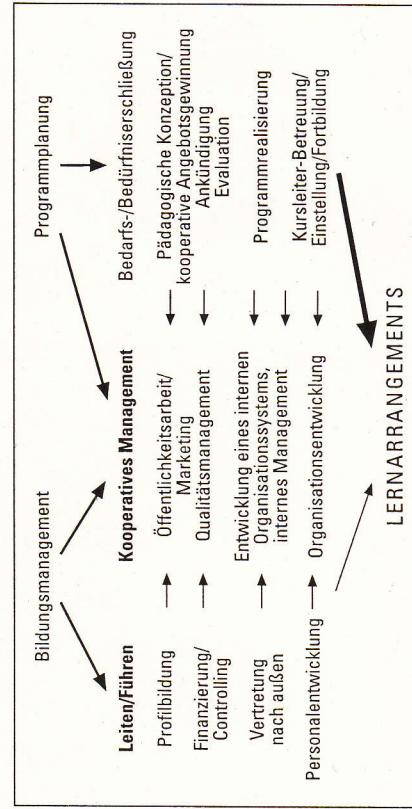 Bildungsmanagement
Programmplanung
Leiten/Führen
Profilbildung
Finanzierung/
Controlling
Vertretung
nach außen
Personalentwicklung
Kooperatives Management
Öffentlichkeitsarbeit/
Marketing
Qualitätsmanagement
Entwicklung eines internen
Organisationssystems,
internes Management
Organisationsentwicklung
Bedarfs-/Bedürfniserschließung
Pädagogische Konzeption/
kooperative Angebotsgewinnung
Ankündigung
Evaluation
Programmrealisierung
Kursleiter-Betreuung/
Einstellung/Fortbildung
LERNARRANGEMENTS